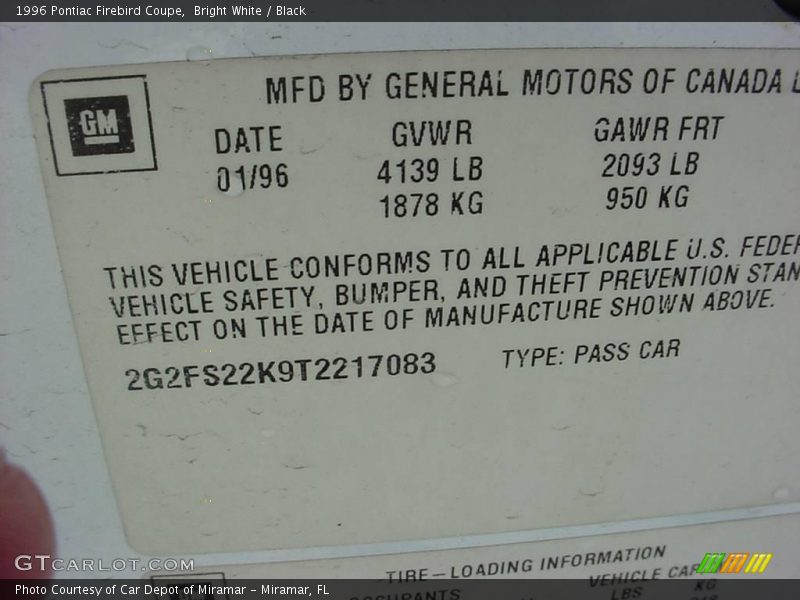 1996 Pontiac Firebird Coupe, Bright White / Black
MFD BY GENERAL MOTORS OF CANADA
GM
DATE GVWR GAWR FRT
01/96 4139 LB 2093 LB
1878 KG 950 KG
THIS VEHICLE CONFORMS TO ALL APPLICABLE U.S. FEDER
VEHICLE SAFETY, BUMPER, AND THEFT PREVENTION STAN
EFFECT ON THE DATE OF MANUFACTURE SHOWN ABOVE.
2G2FS22K9T2217083 TYPE: PASS CAR
GTCARLOT.COM
TIRE–LOADING INFORMATION
VEHICLE CAP
LBS KG
Photo Courtesy of Car Depot of Miramar – Miramar, FL